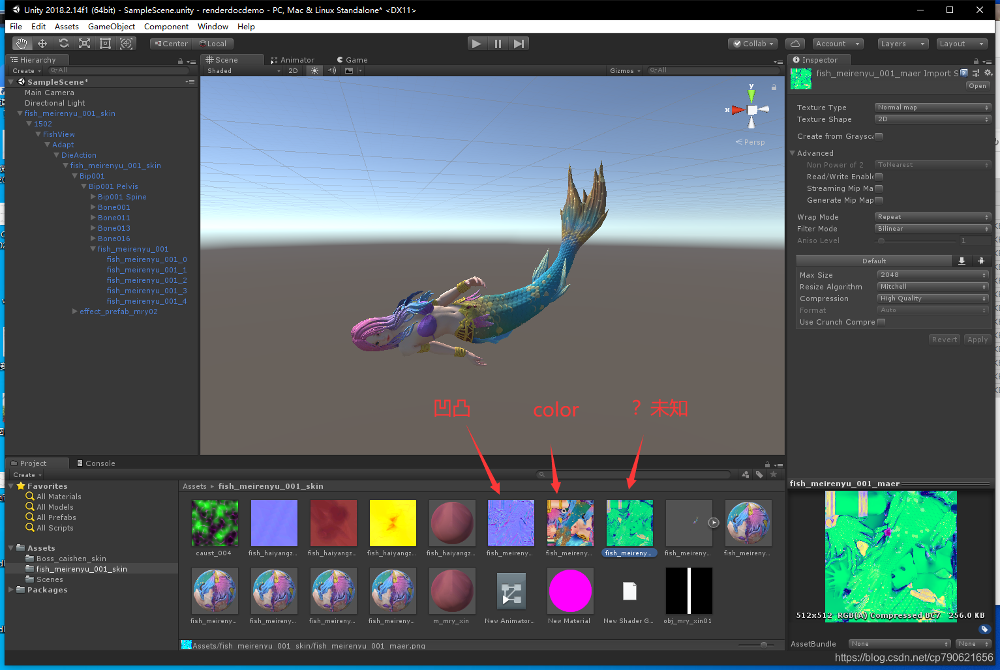 Unity 2018.2.14f1 (64bit) - SampleScene.unity - renderdocdemo - PC, Mac & Linux Standalone* <DX11>
File Edit Assets GameObject Component Window Help
Center Local Collab Account Layers Layout
Hierarchy
Create All
SampleScene*
Main Camera
Directional Light
fish_meirenyu_001_skin
1502
FishView
Adapt
DieAction
fish_meirenyu_001_skin
Bip001
Bip001 Pelvis
Bip001 Spine
Bone001
Bone011
Bone013
Bone016
fish_meirenyu_001
fish_meirenyu_001_0
fish_meirenyu_001_1
fish_meirenyu_001_2
fish_meirenyu_001_3
fish_meirenyu_001_4
effect_prefab_mry02
Scene Animator Game
Shaded 2D Gizmos All
y
x
Persp
凹凸 color ？未知
Inspector
fish_meirenyu_001_maer Import S
Open
Texture Type Normal map
Texture Shape 2D
Create from Graysca
Advanced
Non Power of 2 ToNearest
Read/Write Enable
Streaming Mip Ma
Generate Mip Map
Wrap Mode Repeat
Filter Mode Bilinear
Aniso Level 1
Default
Max Size 2048
Resize Algorithm Mitchell
Compression High Quality
Format Auto
Use Crunch Compre
Revert Apply
Project Console
Create
Favorites
All Materials
All Models
All Prefabs
All Scripts
Assets
Boss_caishen_skin
fish_meirenyu_001_skin
Scenes
Packages
Assets fish_meirenyu_001_skin
caust_004 fish_haiyangz... fish_haiyangz... fish_haiyangz... fish_haiyangz... fish_meireny... fish_meireny... fish_meireny... fish_meireny... fish_meireny...
fish_meireny... fish_meireny... fish_meireny... fish_meireny... m_mry_xin New Animator... New Material New Shader G... obj_mry_xin01
Assets/fish_meirenyu_001_skin/fish_meirenyu_001_maer.png
fish_meirenyu_001_maer
512x512 RGB(A) Compressed BC7 256.0 KB
AssetBundle None None
https://blog.csdn.net/cp790621656